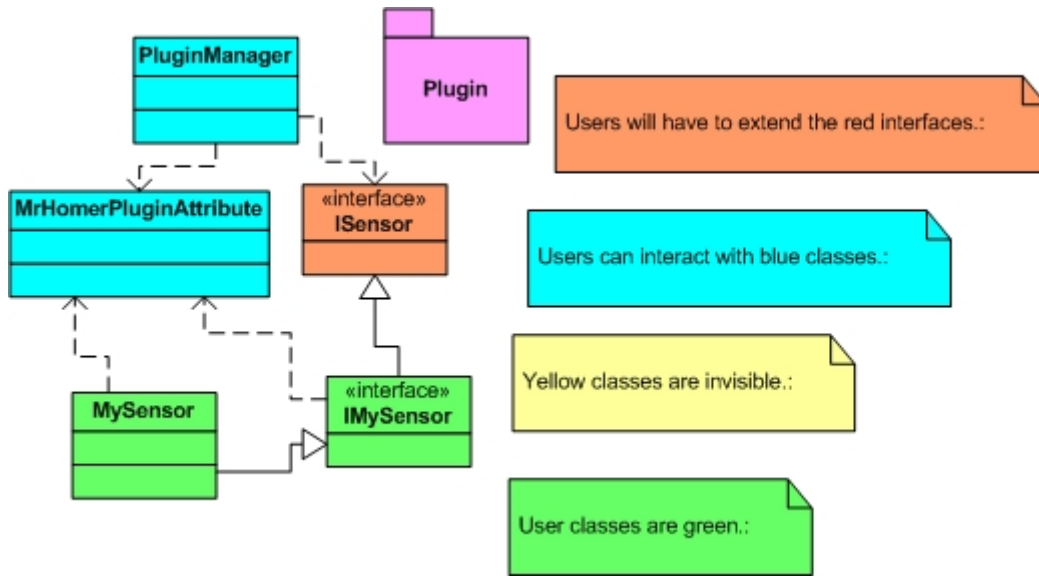 PluginManager
Plugin
Users will have to extend the red interfaces.:
MrHomerPluginAttribute
«interface»
ISensor
Users can interact with blue classes.:
Yellow classes are invisible.:
MySensor
«interface»
IMySensor
User classes are green.: